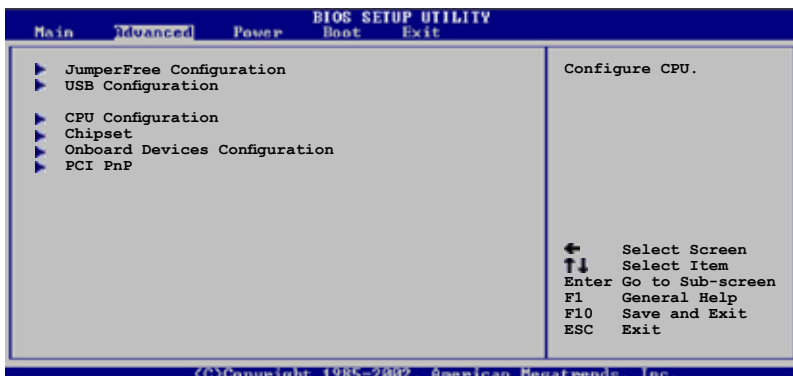 BIOS SETUP UTILITY
Main Advanced Power Boot Exit
JumperFree Configuration
USB Configuration
CPU Configuration
Chipset
Onboard Devices Configuration
PCI PnP
Configure CPU.
Select Screen
Select Item
Enter Go to Sub-screen
F1 General Help
F10 Save and Exit
ESC Exit
(C)Copyright 1985-2002, American Megatrends, Inc.